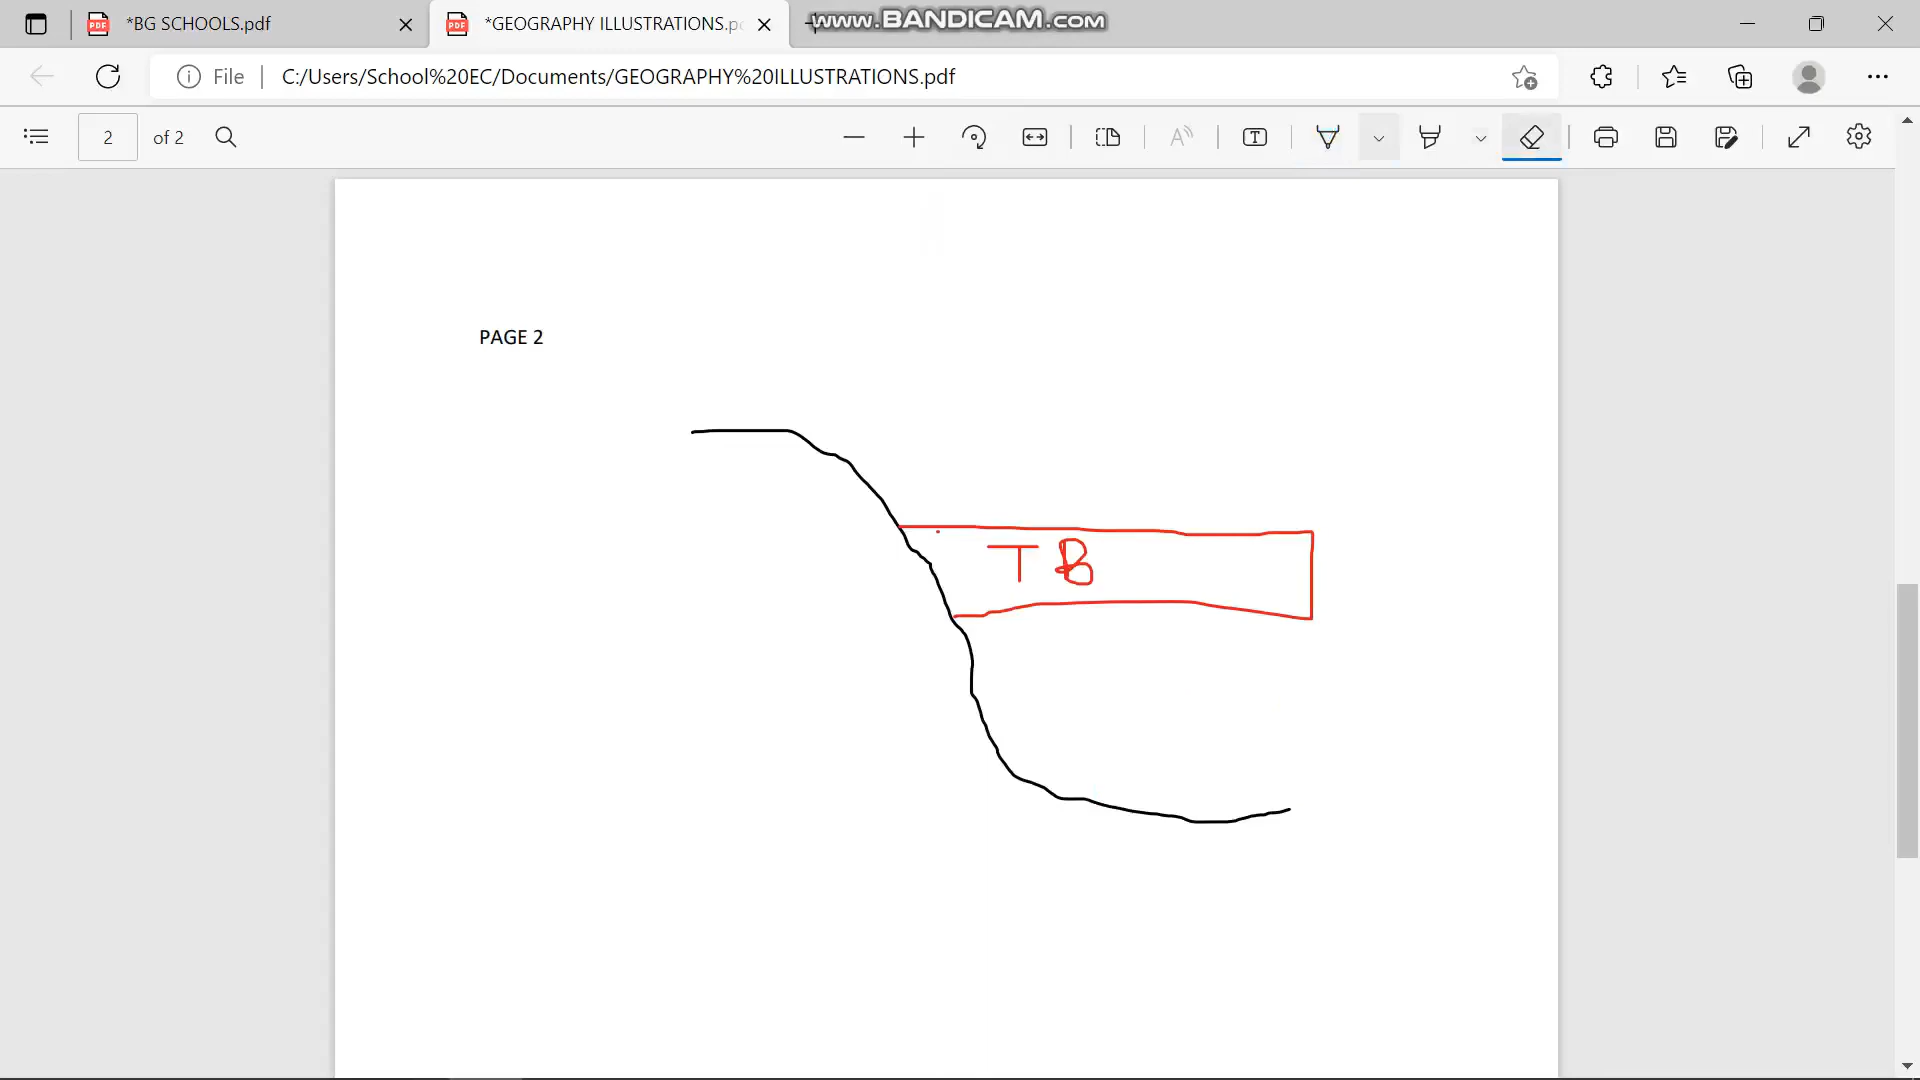 *BG SCHOOLS.pdf
*GEOGRAPHY ILLUSTRATIONS.p
www.BANDICAM.com
File
C:/Users/School%20EC/Documents/GEOGRAPHY%20ILLUSTRATIONS.pdf
2 of 2
PAGE 2
T B